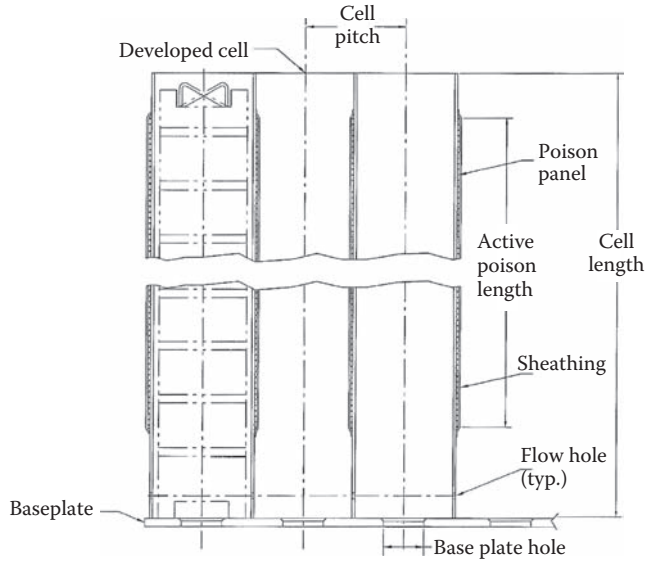 Cell
pitch
Developed cell
Poison
panel
Active
poison
length
Cell
length
Sheathing
Flow hole
(typ.)
Baseplate
Base plate hole